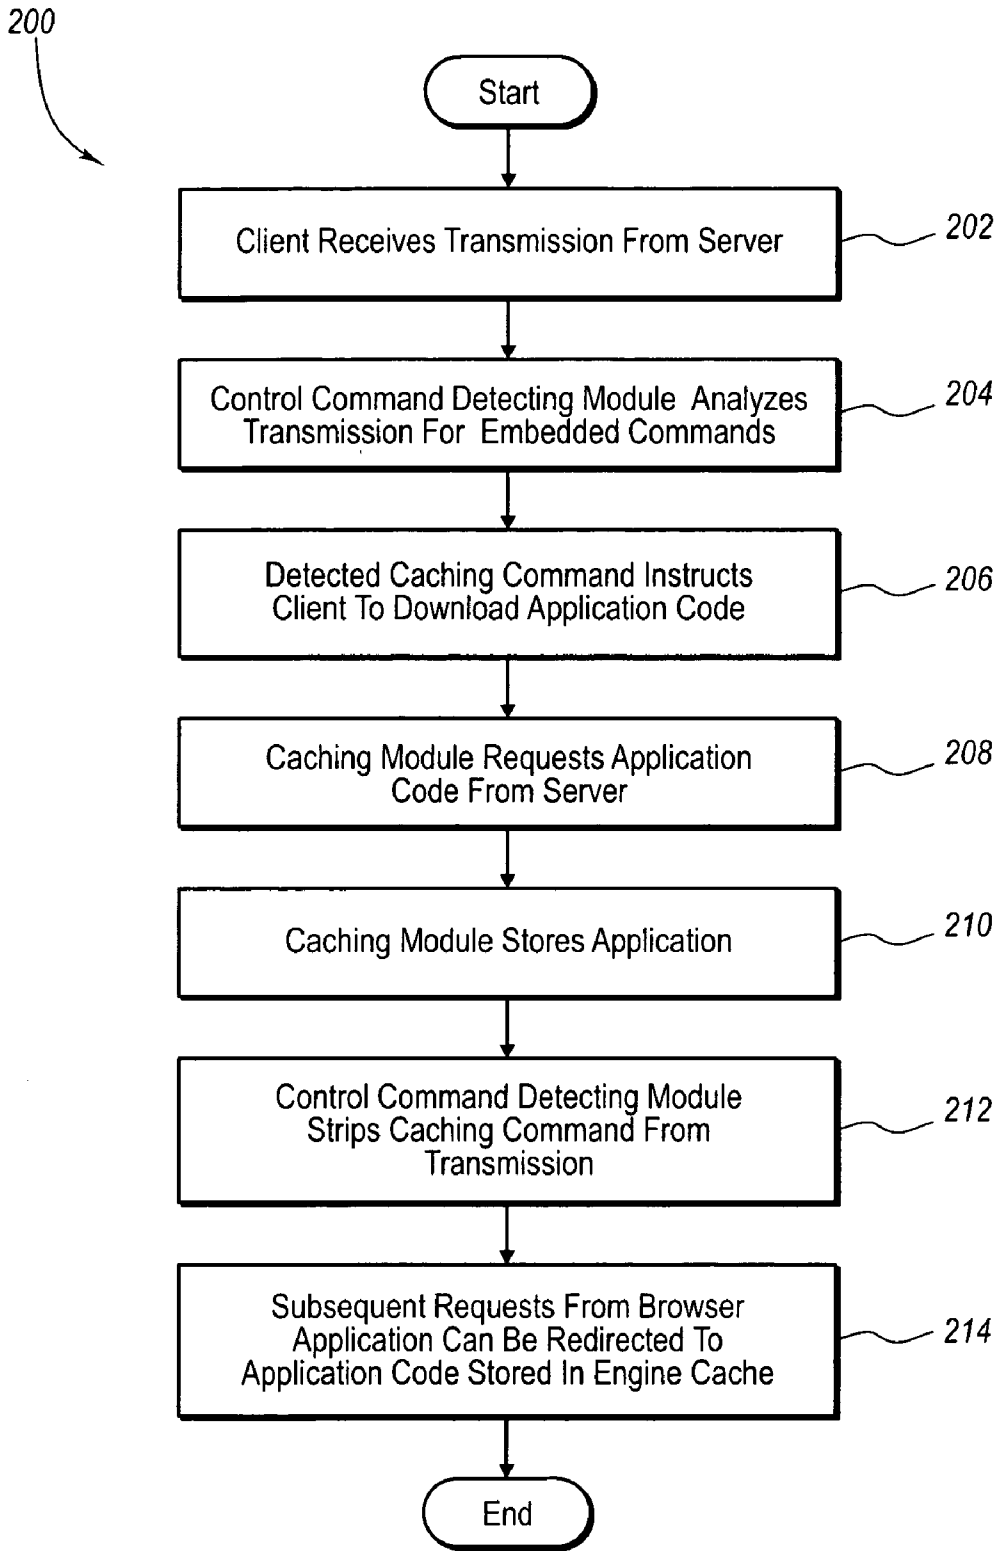 200
Start
Client Receives Transmission From Server
202
Control Command Detecting Module Analyzes
Transmission For Embedded Commands
204
Detected Caching Command Instructs
Client To Download Application Code
206
Caching Module Requests Application
Code From Server
208
Caching Module Stores Application
210
Control Command Detecting Module
Strips Caching Command From
Transmission
212
Subsequent Requests From Browser
Application Can Be Redirected To
Application Code Stored In Engine Cache
214
End